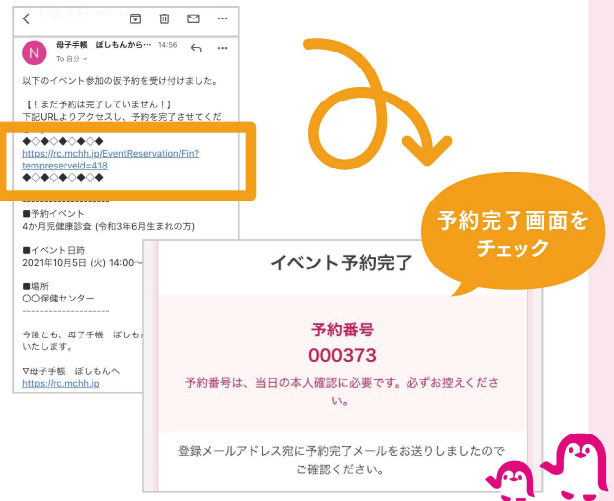 N
母子手帳 ぼしもんから… 14:56
To 自分
以下のイベント参加の仮予約を受け付けました。
【！まだ予約は完了していません！】
下記URLよりアクセスし、予約を完了させてくだ
◆◇◆◇◆◇◆◇◆
https://rc.mchh.jp/EventReservation/Fin?
tempreserveId=418
◆◇◆◇◆◇◆◇◆
--------------------
■予約イベント
4か月児健康診査 (令和3年6月生まれの方)
■イベント日時
2021年10月5日 (火) 14:00～
■場所
〇〇保健センター
--------------------
今後とも、母子手帳 ぼしも
いたします。
▽母子手帳 ぼしもんへ
https://rc.mchh.jp
予約完了画面を
チェック
イベント予約完了
予約番号
000373
予約番号は、当日の本人確認に必要です。必ずお控えくださ
い。
登録メールアドレス宛に予約完了メールをお送りしましたので
ご確認ください。